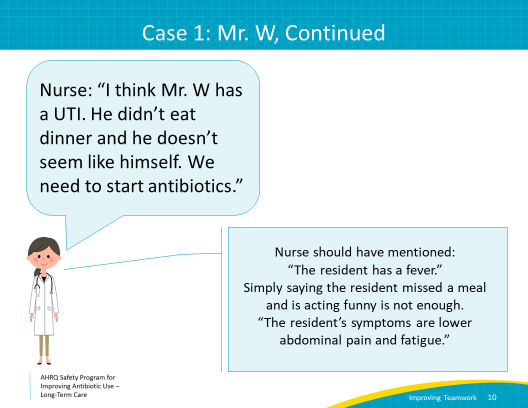 Case 1: Mr. W, Continued
Nurse: “I think Mr. W has
a UTI. He didn’t eat
dinner and he doesn’t
seem like himself. We
need to start antibiotics.”
Nurse should have mentioned:
“The resident has a fever.”
Simply saying the resident missed a meal
and is acting funny is not enough.
“The resident’s symptoms are lower
abdominal pain and fatigue.”
AHRQ Safety Program for
Improving Antibiotic Use –
Long-Term Care
Improving Teamwork 10